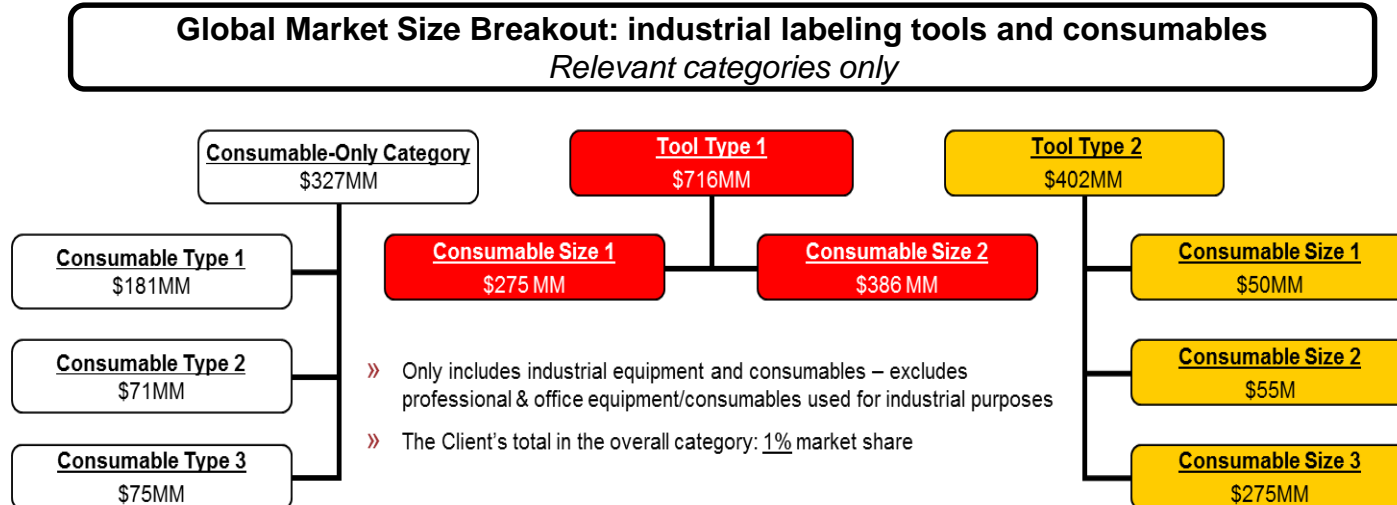 Global Market Size Breakout: industrial labeling tools and consumables
Relevant categories only
Consumable-Only Category
$327MM
Tool Type 1
$716MM
Tool Type 2
$402MM
Consumable Type 1
$181MM
Consumable Size 1
$275 MM
Consumable Size 2
$386 MM
Consumable Size 1
$50MM
Consumable Type 2
$71MM
» Only includes industrial equipment and consumables – excludes
professional & office equipment/consumables used for industrial purposes
Consumable Size 2
$55M
» The Client's total in the overall category: 1% market share
Consumable Type 3
$75MM
Consumable Size 3
$275MM